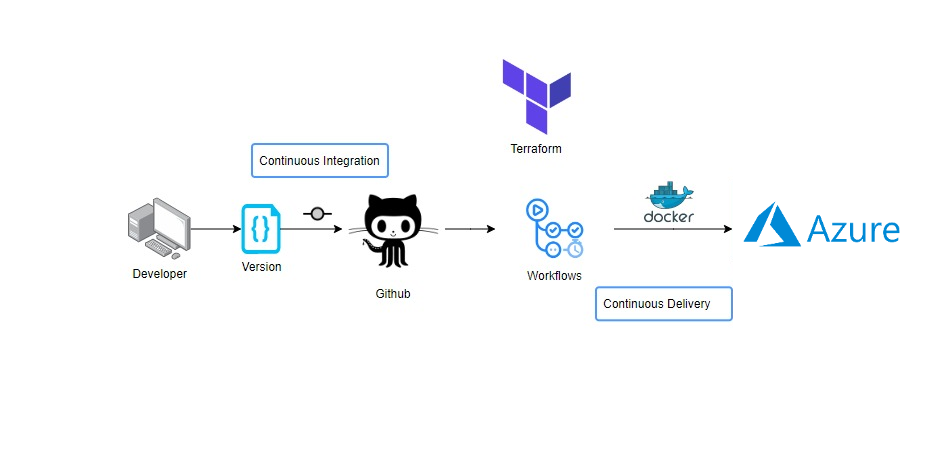 Terraform
Continuous Integration
docker
Azure
Developer
Version
Github
Workflows
Continuous Delivery